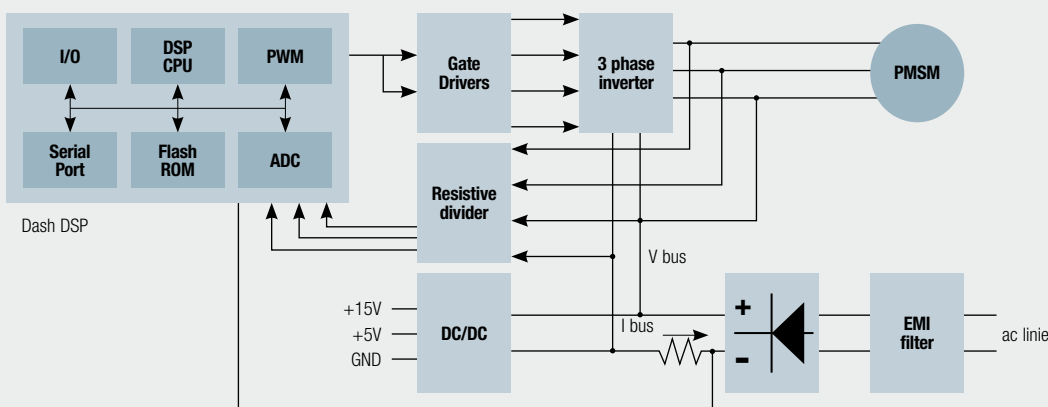 I/O
DSP
CPU
PWM
Serial
Port
Flash
ROM
ADC
Dash DSP
Gate
Drivers
3 phase
inverter
PMSM
Resistive
divider
V bus
+15V
+5V
GND
DC/DC
I bus
+
-
EMI
filter
ac linie